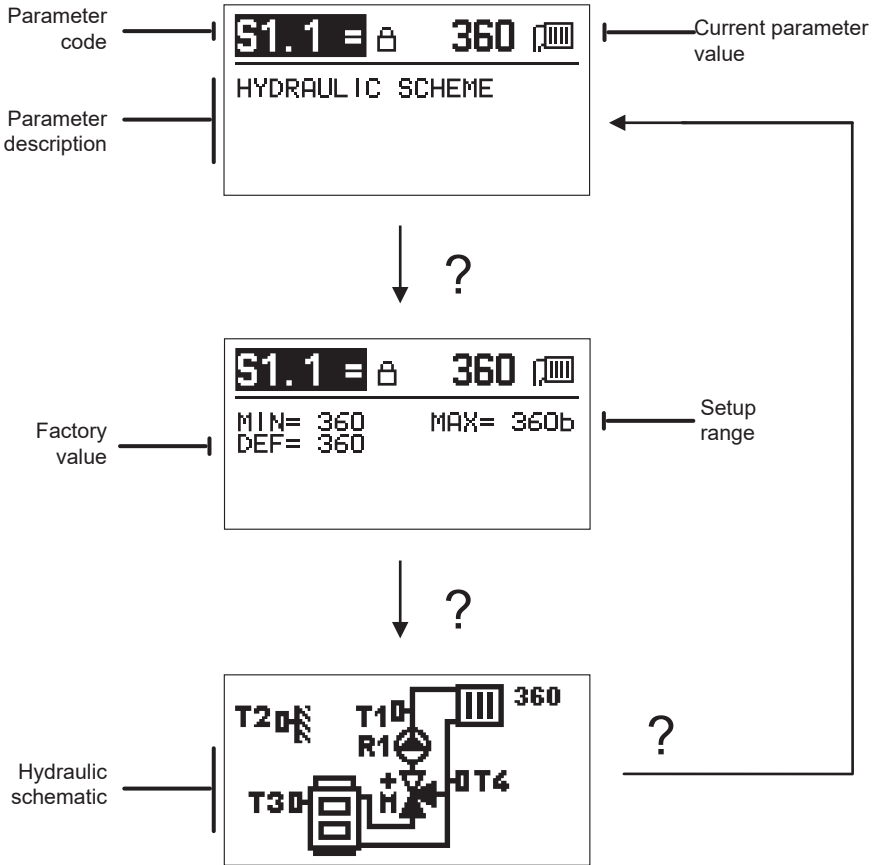 Parameter
code
S1.1 = 360
Current parameter
value
HYDRAULIC SCHEME
Parameter
description
?
S1.1 = 360
MIN= 360 MAX= 360b
DEF= 360
Factory
value
Setup
range
?
360
T2 T1
R1
+
M
T4
T3
Hydraulic
schematic
?